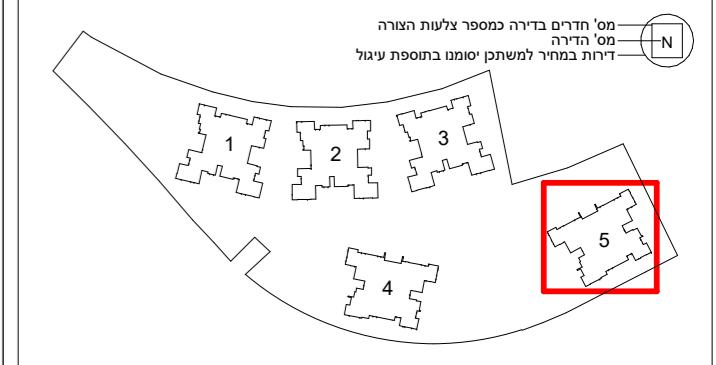 מס' חדרים בדירה כמספר צלעות הצורה
מס' הדירה
דירות במחיר למשתכן יסומנו בתוספת עיגול
N
1
2
3
4
5